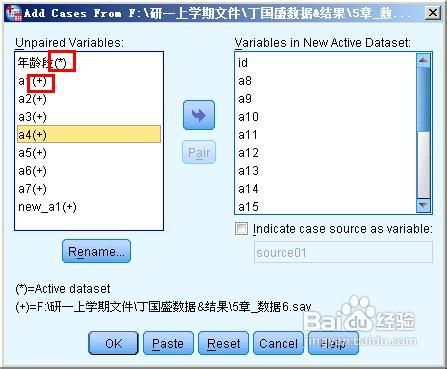 Add Cases From F:\研一上学期文件\丁国盛数据&结果\5章_数...
Unpaired Variables:
年龄段(*)
a1(+)
a2(+)
a3(+)
a4(+)
a5(+)
a6(+)
a7(+)
new_a1(+)
Rename...
Pair
Variables in New Active Dataset:
id
a8
a9
a10
a11
a12
a13
a14
a15
Indicate case source as variable:
source01
(*)=Active dataset
(+)=F:\研一上学期文件\丁国盛数据&结果\5章_数据6.sav
OK
Paste
Reset
Cancel
Help
Baidu 经验
jingyan.baidu.com